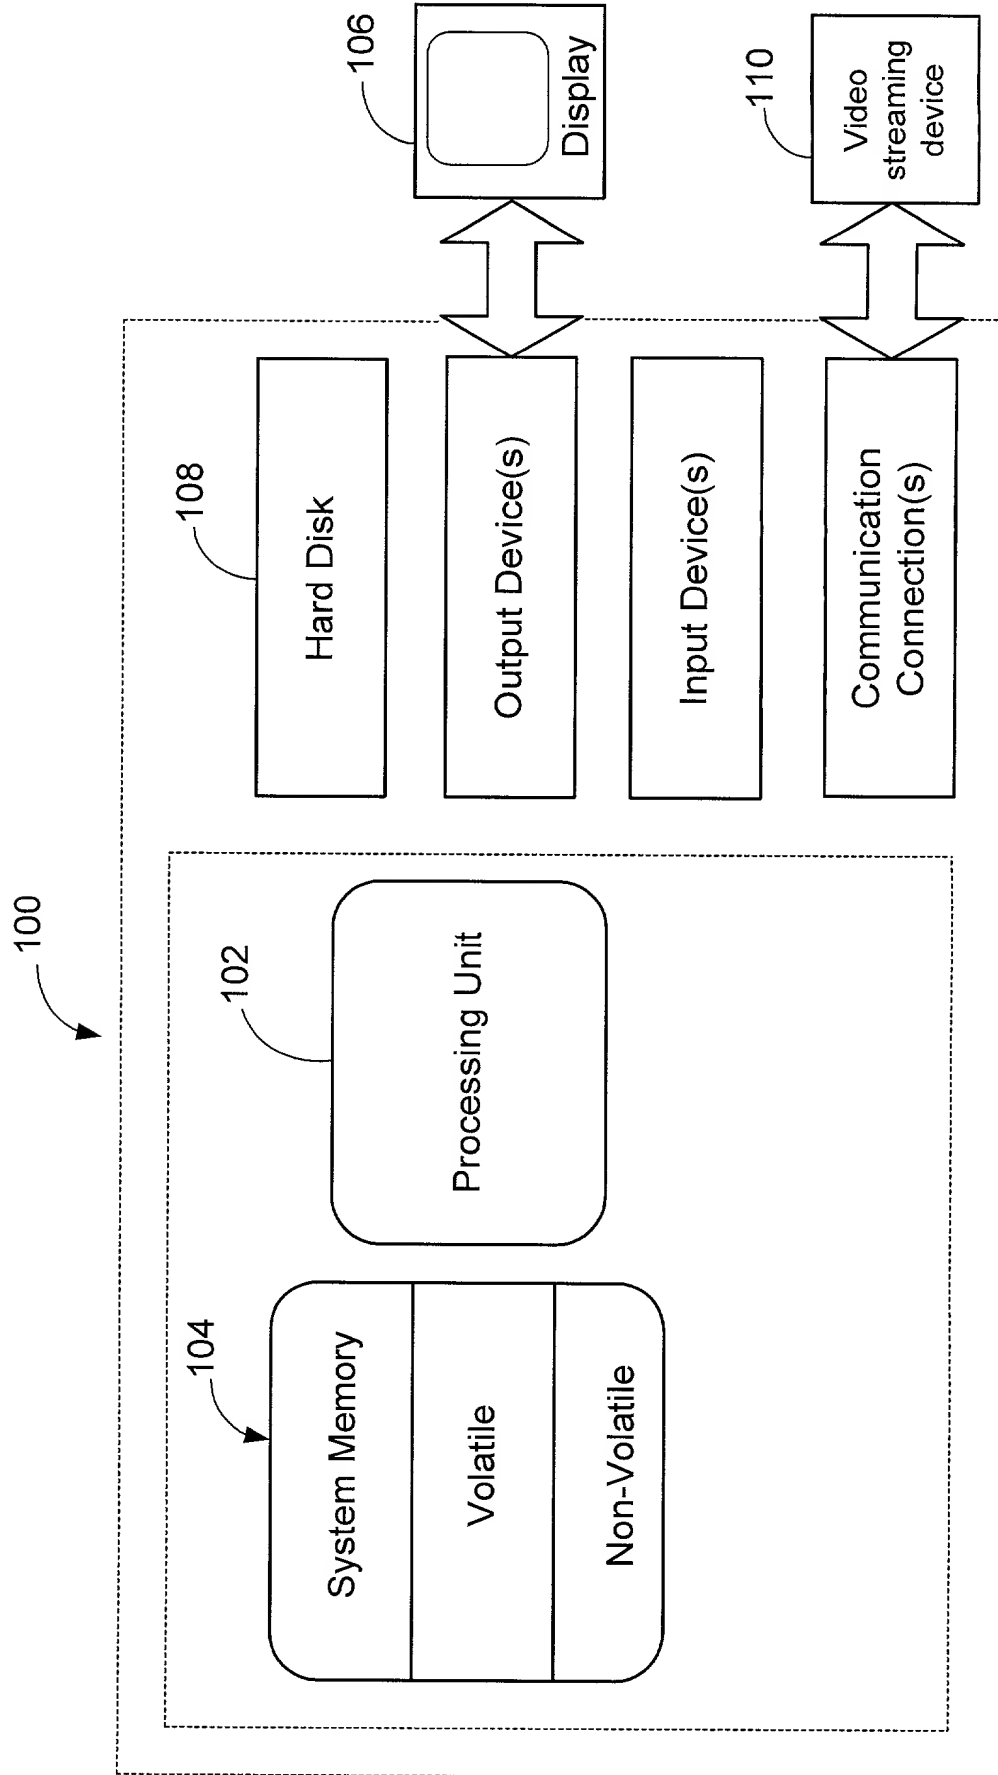 100
102
Processing Unit
104
System Memory
Volatile
Non-Volatile
108
Hard Disk
Output Device(s)
Input Device(s)
Communication
Connection(s)
106
Display
110
Video
streaming
device